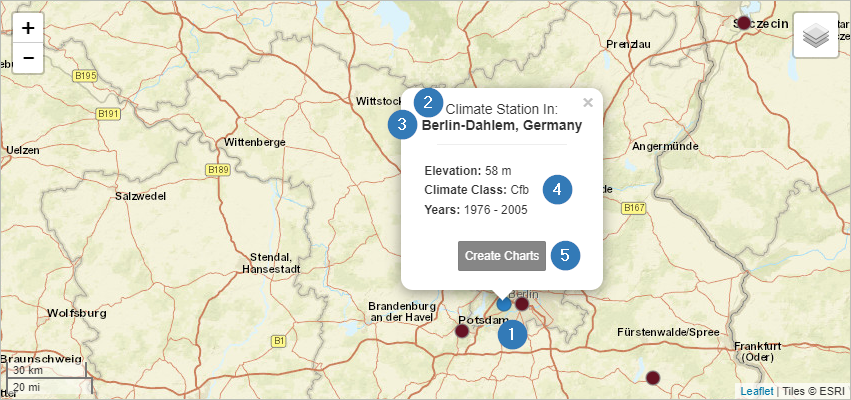 +
−
Szczecin
Prenzlau
B195
B191
Wittstock
2
Climate Station In:
×
3
Berlin-Dahlem, Germany
Uelzen
Wittenberge
Angermünde
B189
Salzwedel
Elevation: 58 m
Climate Class: Cfb
4
Years: 1976 - 2005
B167
Stendal,
Hansestadt
Create Charts
5
Berlin
Wolfsburg
Brandenburg
an der Havel
Potsdam
1
B1
Fürstenwalde/Spree
Frankfurt
(Oder)
Braunschweig
30 km
20 mi
Leaflet | Tiles © ESRI